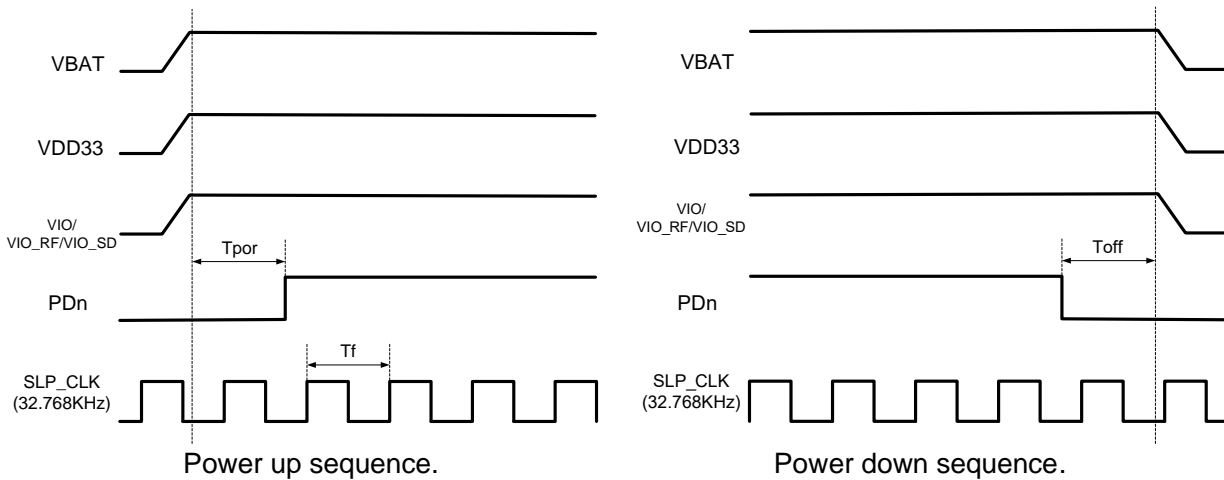 VBAT
VDD33
VIO/
VIO_RF/VIO_SD
Tpor
PDn
Tf
SLP_CLK
(32.768KHz)
Power up sequence.
VBAT
VDD33
VIO/
VIO_RF/VIO_SD
Toff
PDn
SLP_CLK
(32.768KHz)
Power down sequence.